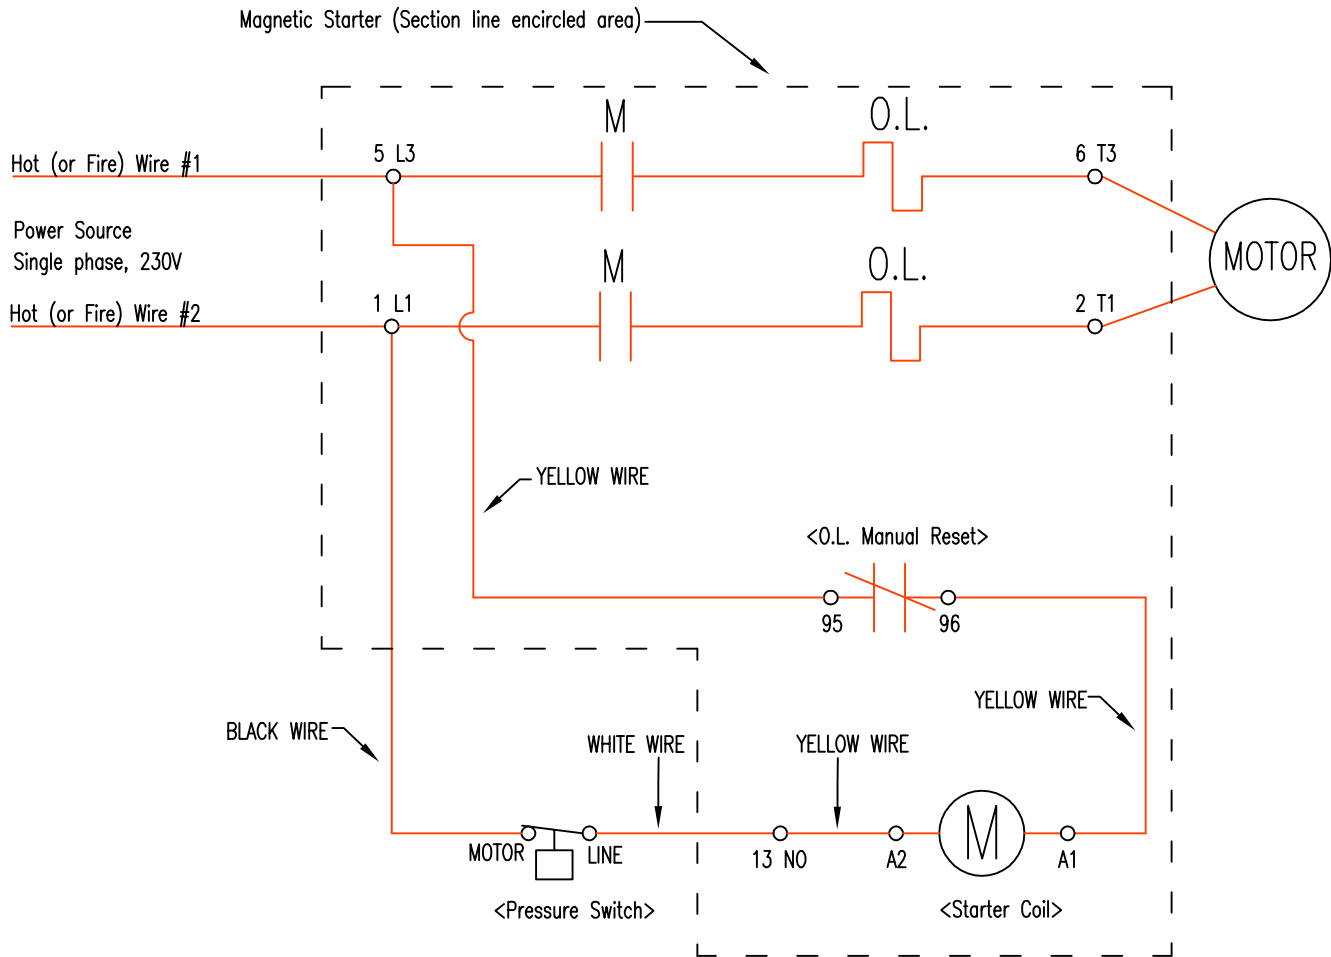 Magnetic Starter (Section line encircled area)
M
O.L.
5 L3
6 T3
Hot (or Fire) Wire #1
Power Source
Single phase, 230V
M
O.L.
MOTOR
Hot (or Fire) Wire #2
1 L1
2 T1
YELLOW WIRE
<O.L. Manual Reset>
95
96
YELLOW WIRE
BLACK WIRE
WHITE WIRE
YELLOW WIRE
MOTOR
LINE
13 NO
A2
M
A1
<Pressure Switch>
<Starter Coil>